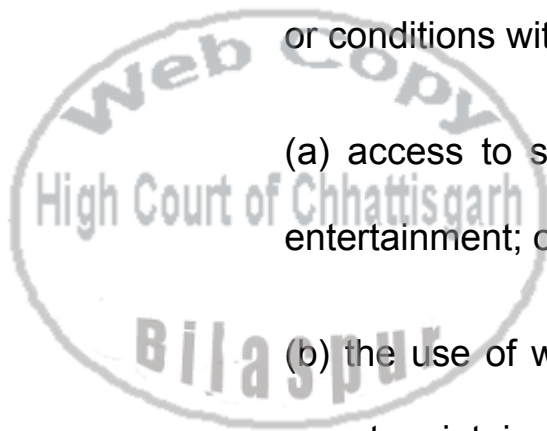 or conditions wit
Web Copy
(a) access to s
High Court of Chhattisgarh
entertainment;
Bilaspur
(b) the use of w